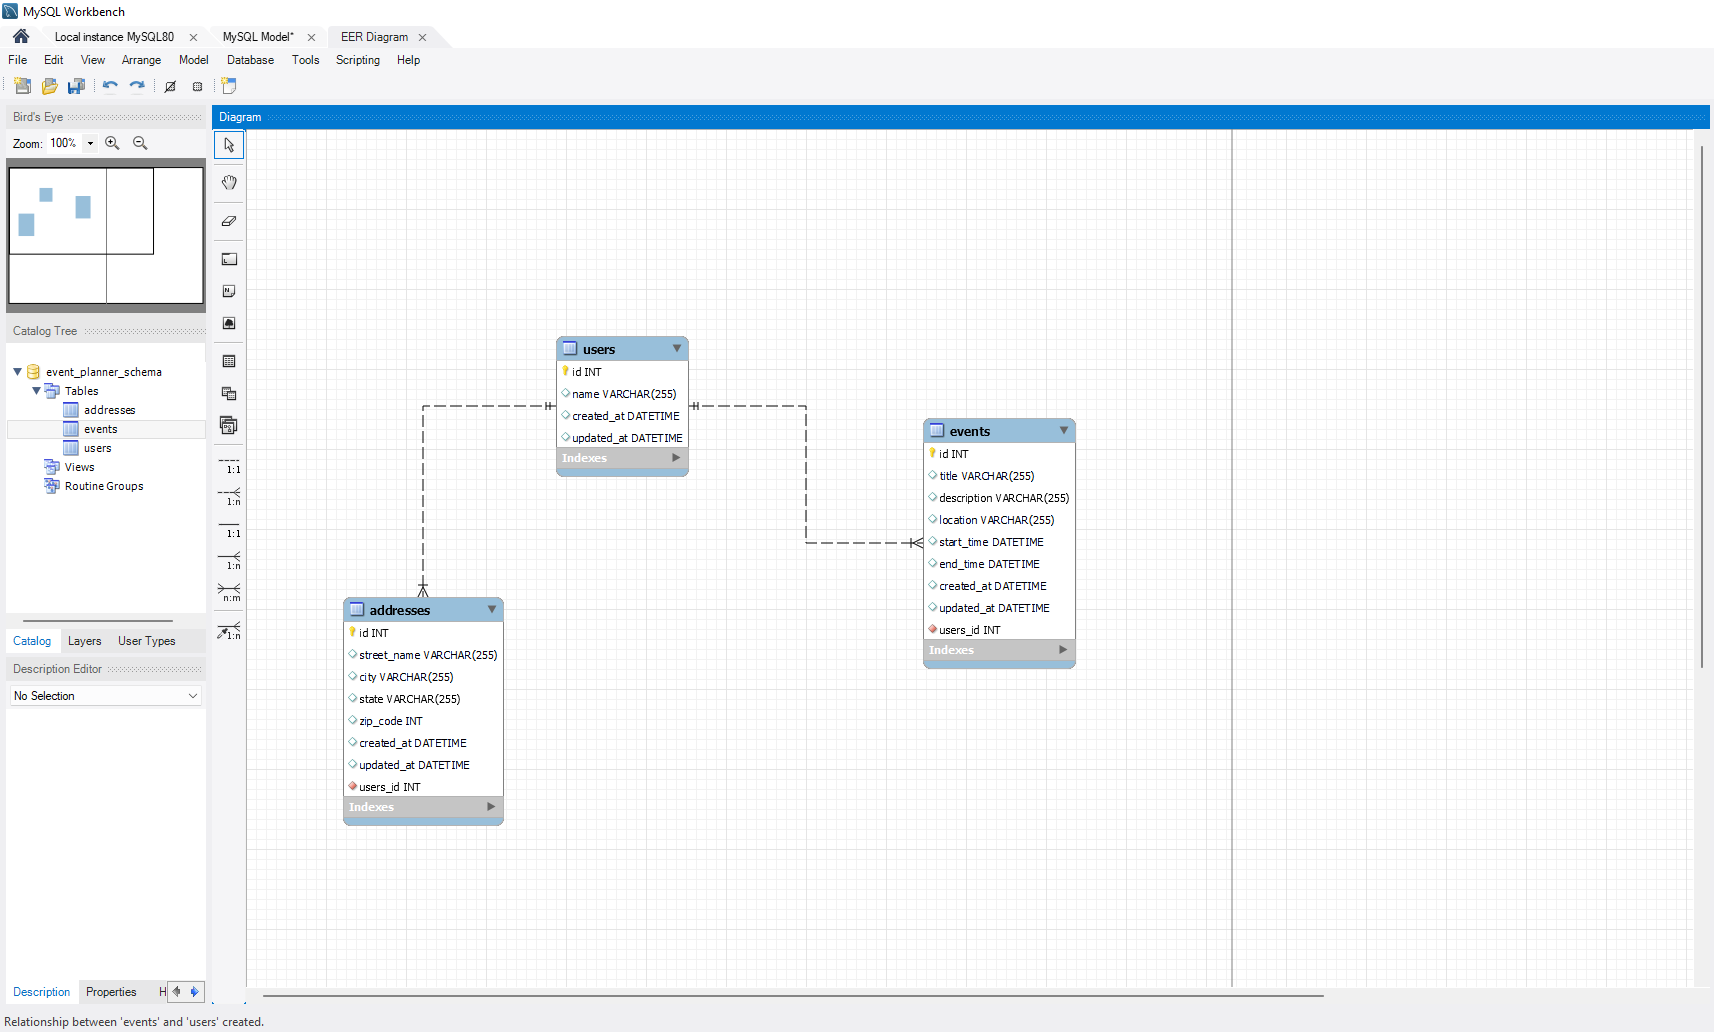 MySQL Workbench
Local instance MySQL80
MySQL Model*
EER Diagram
File Edit View Arrange Model Database Tools Scripting Help
Bird's Eye
Zoom: 100%
Diagram
Catalog Tree
event_planner_schema
Tables
addresses
events
users
Views
Routine Groups
Catalog Layers User Types
Description Editor
No Selection
Description Properties H
1:1
1:n
1:1
1:n
n:m
1:n
users
id INT
name VARCHAR(255)
created_at DATETIME
updated_at DATETIME
Indexes
events
id INT
title VARCHAR(255)
description VARCHAR(255)
location VARCHAR(255)
start_time DATETIME
end_time DATETIME
created_at DATETIME
updated_at DATETIME
users_id INT
Indexes
addresses
id INT
street_name VARCHAR(255)
city VARCHAR(255)
state VARCHAR(255)
zip_code INT
created_at DATETIME
updated_at DATETIME
users_id INT
Indexes
Relationship between 'events' and 'users' created.